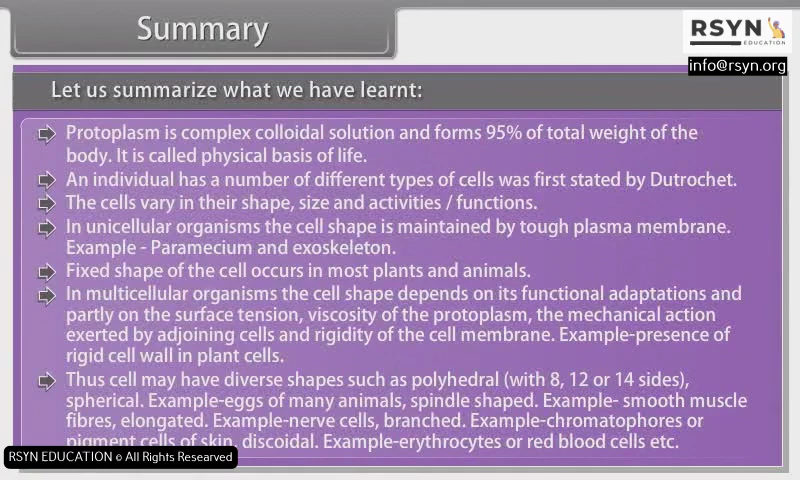 Summary
RSYN
EDUCATION
info@rsyn.org
Let us summarize what we have learnt:
Protoplasm is complex colloidal solution and forms 95% of total weight of the
body. It is called physical basis of life.
An individual has a number of different types of cells was first stated by Dutrochet.
The cells vary in their shape, size and activities / functions.
In unicellular organisms the cell shape is maintained by tough plasma membrane.
Example - Paramecium and exoskeleton.
Fixed shape of the cell occurs in most plants and animals.
In multicellular organisms the cell shape depends on its functional adaptations and
partly on the surface tension, viscosity of the protoplasm, the mechanical action
exerted by adjoining cells and rigidity of the cell membrane. Example-presence of
rigid cell wall in plant cells.
Thus cell may have diverse shapes such as polyhedral (with 8, 12 or 14 sides),
spherical. Example-eggs of many animals, spindle shaped. Example- smooth muscle
fibres, elongated. Example-nerve cells, branched. Example-chromatophores or
pigment cells of skin, discoidal. Example-erythrocytes or red blood cells etc.
RSYN EDUCATION © All Rights Researved